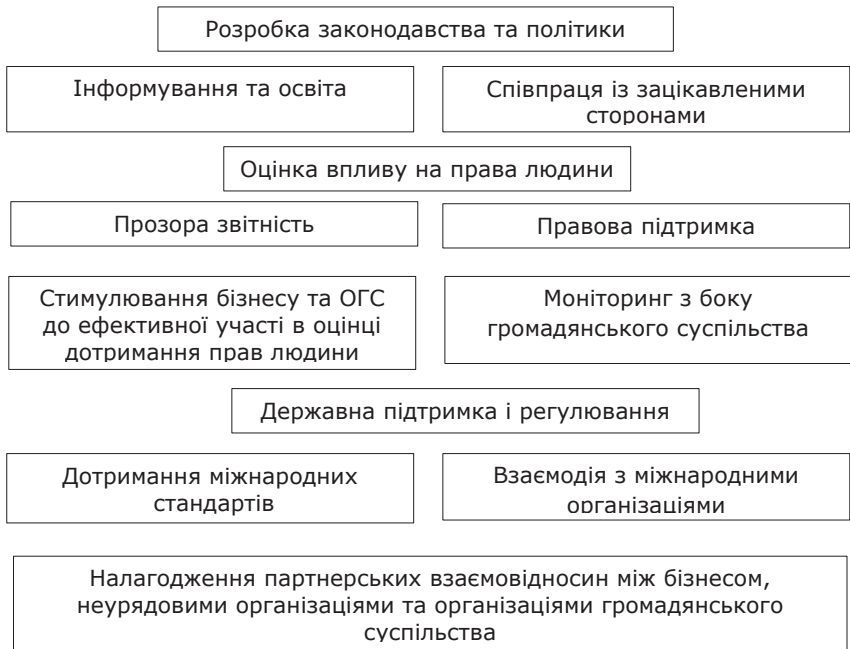 Розробка законодавства та політики
Інформування та освіта
Співпраця із зацікавленими
сторонами
Оцінка впливу на права людини
Прозора звітність
Правова підтримка
Стимулювання бізнесу та ОГС
до ефективної участі в оцінці
дотримання прав людини
Моніторинг з боку
громадянського суспільства
Державна підтримка і регулювання
Дотримання міжнародних
стандартів
Взаємодія з міжнародними
організаціями
Налагодження партнерських взаємовідносин між бізнесом,
неурядовими організаціями та організаціями громадянського
суспільства